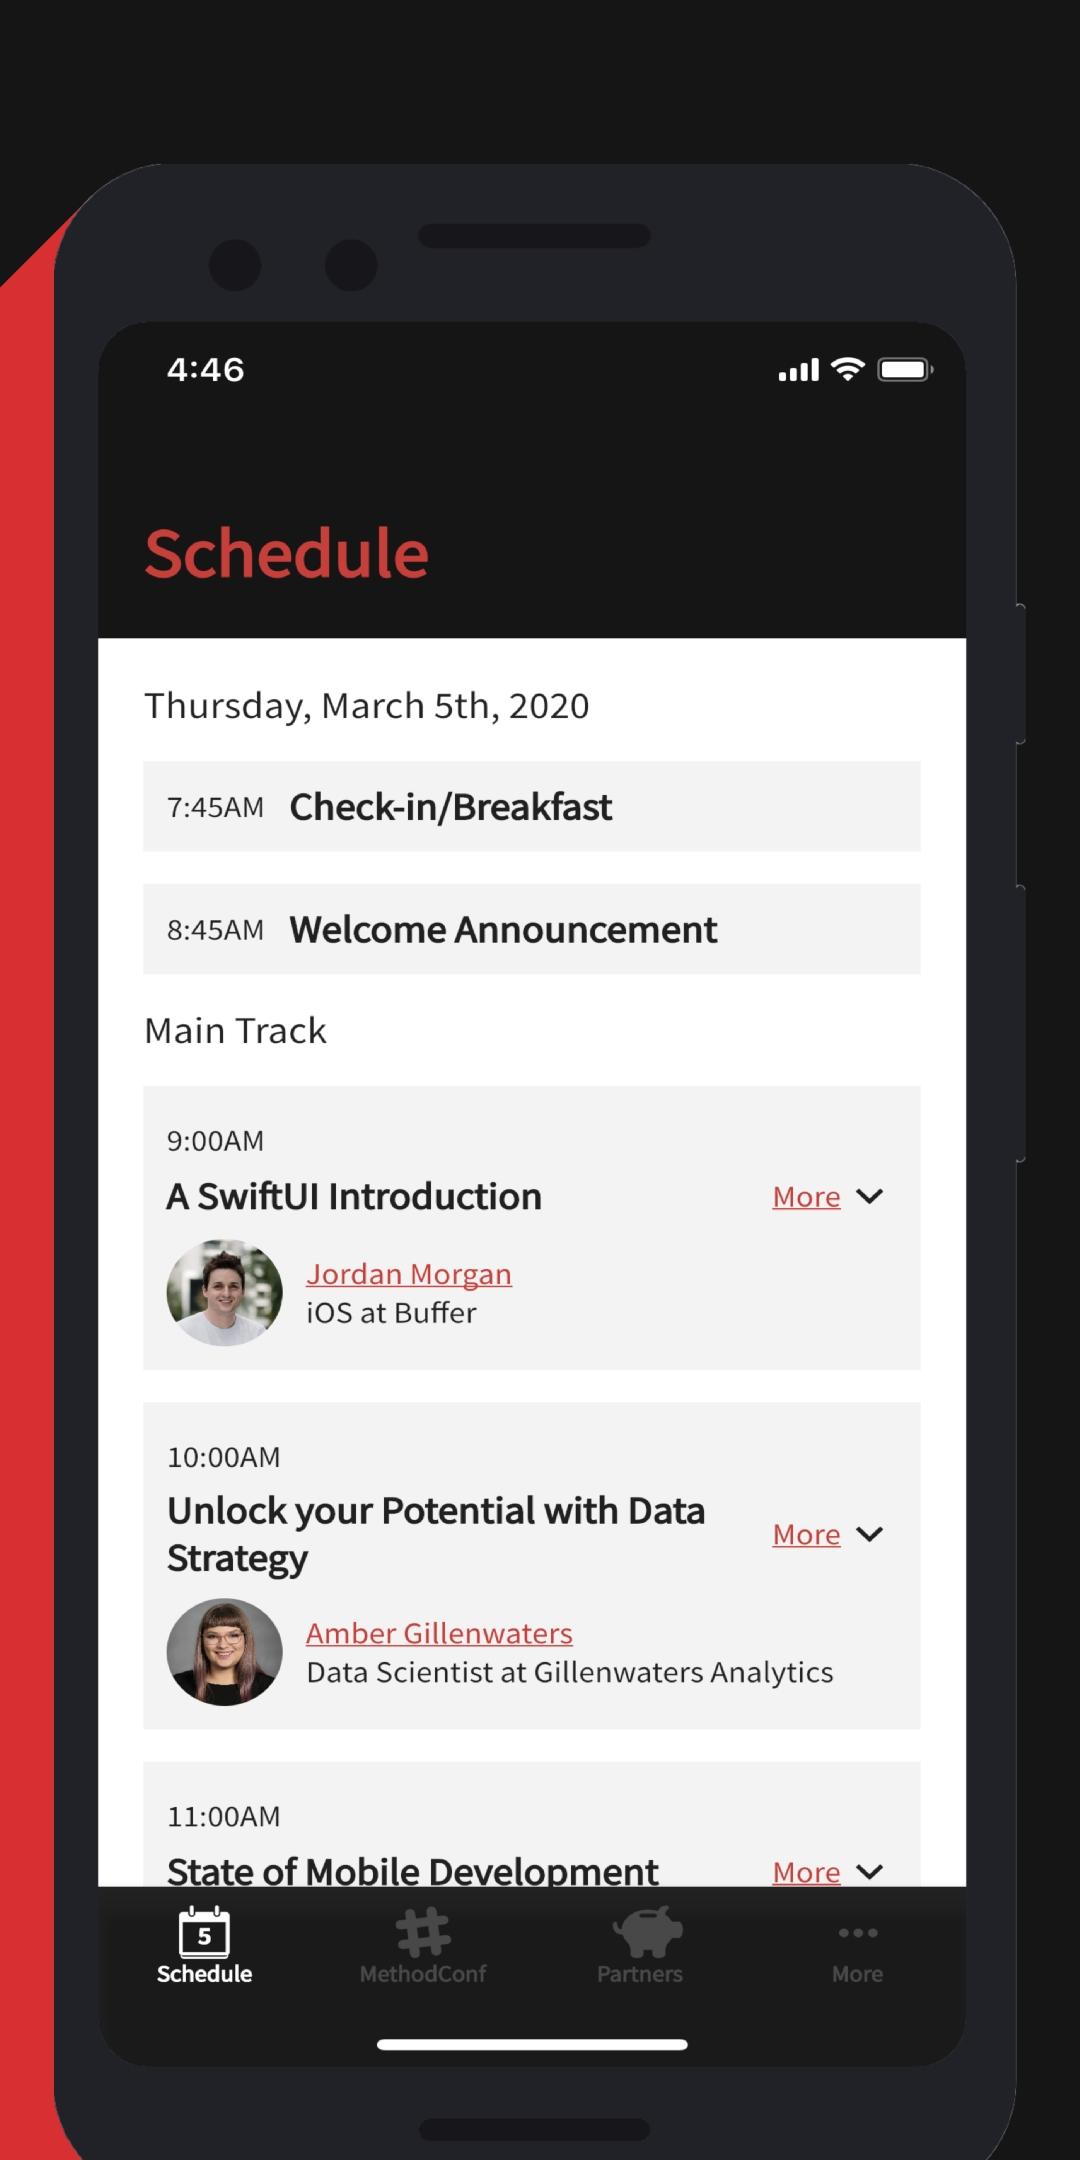 4:46
Schedule
Thursday, March 5th, 2020
7:45AM Check-in/Breakfast
8:45AM Welcome Announcement
Main Track
9:00AM
A SwiftUI Introduction More
Jordan Morgan
iOS at Buffer
10:00AM
Unlock your Potential with Data
Strategy
More
Amber Gillenwaters
Data Scientist at Gillenwaters Analytics
11:00AM
State of Mobile Development More
5
Schedule MethodConf Partners More